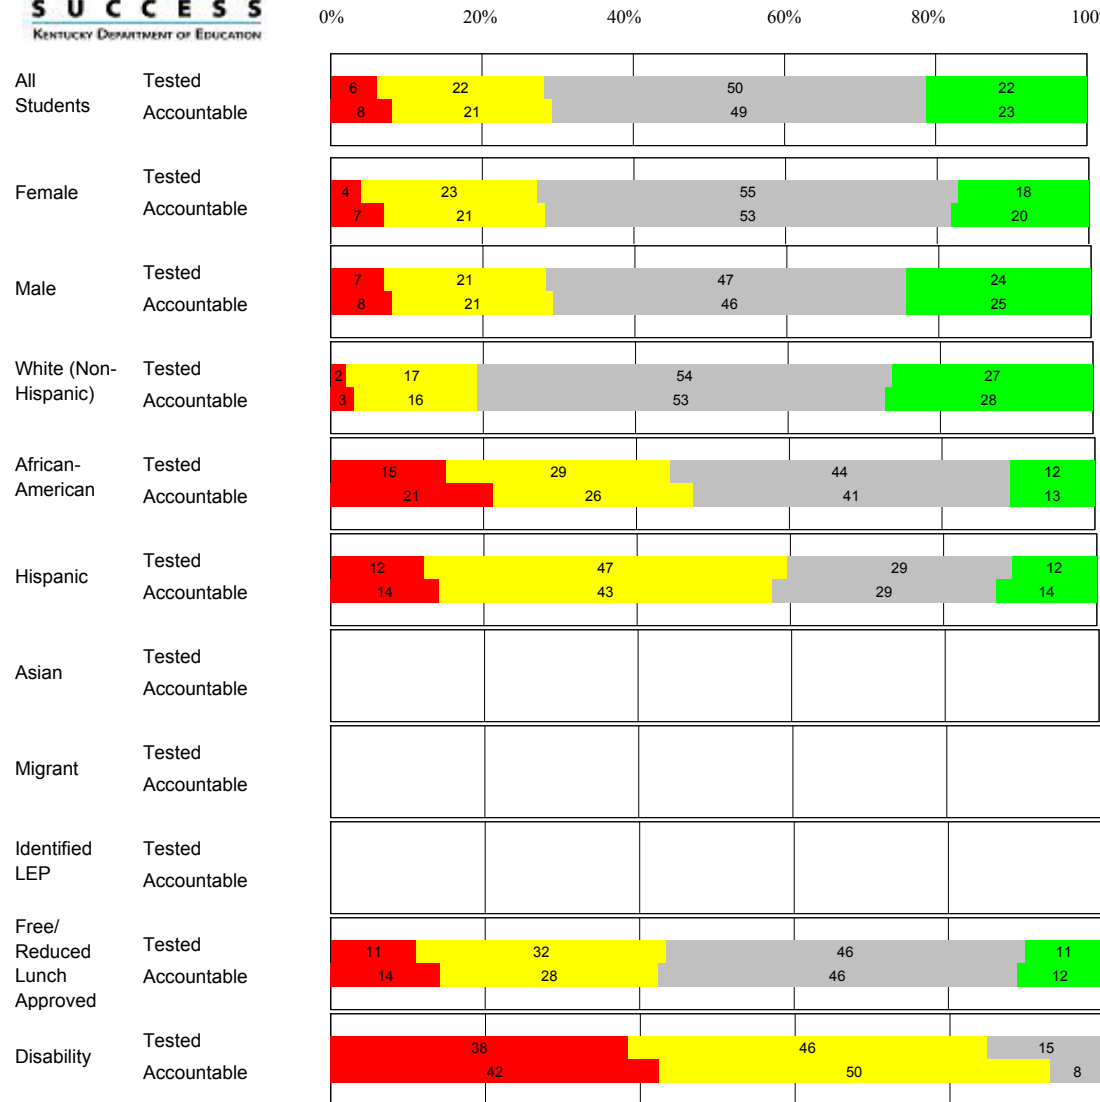 SUCCESS
KENTUCKY DEPARTMENT OF EDUCATION
0% 20% 40% 60% 80% 100%
All Students Tested 6 22 50 22
Accountable 8 21 49 23
Female Tested 4 23 55 18
Accountable 7 21 53 20
Male Tested 7 21 47 24
Accountable 8 21 46 25
White (Non-Hispanic) Tested 2 17 54 27
Accountable 3 16 53 28
African-American Tested 15 29 44 12
Accountable 21 26 41 13
Hispanic Tested 12 47 29 12
Accountable 14 43 29 14
Asian Tested
Accountable
Migrant Tested
Accountable
Identified LEP Tested
Accountable
Free/Reduced Lunch Approved Tested 11 32 46 11
Accountable 14 28 46 12
Disability Tested 38 46 15
Accountable 42 50 8